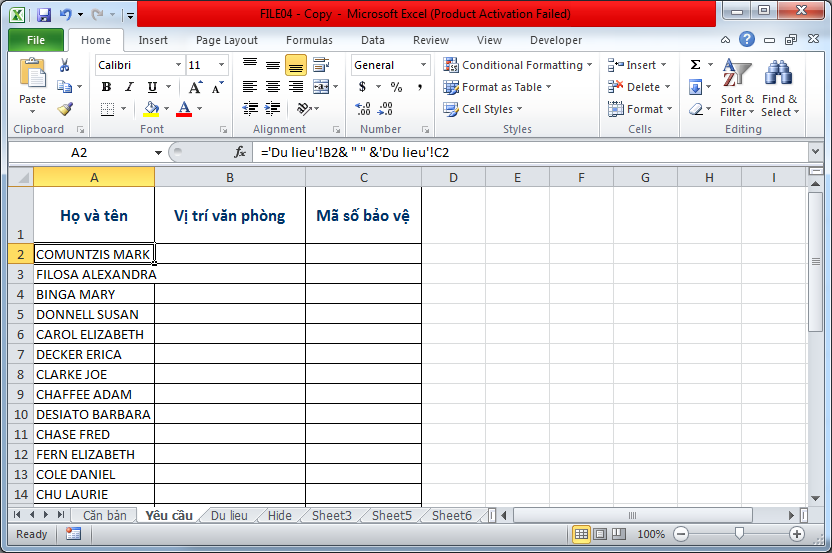 FILE04 - Copy - Microsoft Excel (Product Activation Failed)
File Home Insert Page Layout Formulas Data Review View Developer
Paste
Calibri 11
B I U A A
General
$ % ,
Conditional Formatting
Format as Table
Cell Styles
Insert
Delete
Format
Σ
Sort & Filter
Find & Select
Clipboard Font Alignment Number Styles Cells Editing
A2 fx ='Du lieu'!B2& " " &'Du lieu'!C2
A B C D E F G H I
1 Họ và tên Vị trí văn phòng Mã số bảo vệ
2 COMUNTZIS MARK
3 FILOSA ALEXANDRA
4 BINGA MARY
5 DONNELL SUSAN
6 CAROL ELIZABETH
7 DECKER ERICA
8 CLARKE JOE
9 CHAFFEE ADAM
10 DESIATO BARBARA
11 CHASE FRED
12 FERN ELIZABETH
13 COLE DANIEL
14 CHU LAURIE
Căn bản Yêu cầu Du lieu Hide Sheet3 Sheet5 Sheet6
Ready 100%